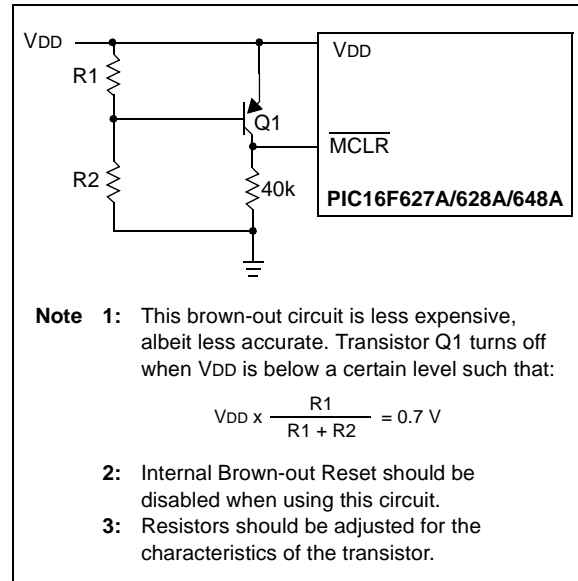 VDD
VDD
R1
Q1
MCLR
R2
40k
PIC16F627A/628A/648A
Note 1: This brown-out circuit is less expensive,
albeit less accurate. Transistor Q1 turns off
when VDD is below a certain level such that:
VDD x R1 / R1 + R2 = 0.7 V
2: Internal Brown-out Reset should be
disabled when using this circuit.
3: Resistors should be adjusted for the
characteristics of the transistor.